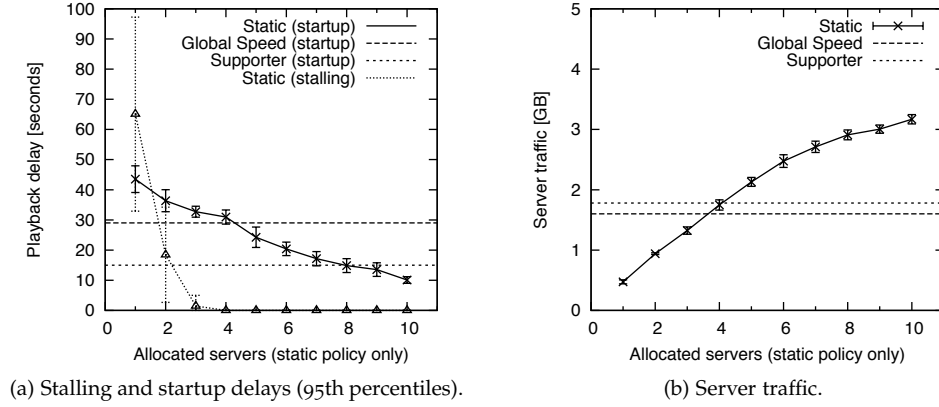 100
90
80
70
60
50
40
30
20
10
0
Playback delay [seconds]
Static (startup)
Global Speed (startup)
Supporter (startup)
Static (stalling)
0 2 4 6 8 10
Allocated servers (static policy only)
(a) Stalling and startup delays (95th percentiles).
5
4
3
2
1
0
Server traffic [GB]
Static
Global Speed
Supporter
0 2 4 6 8 10
Allocated servers (static policy only)
(b) Server traffic.